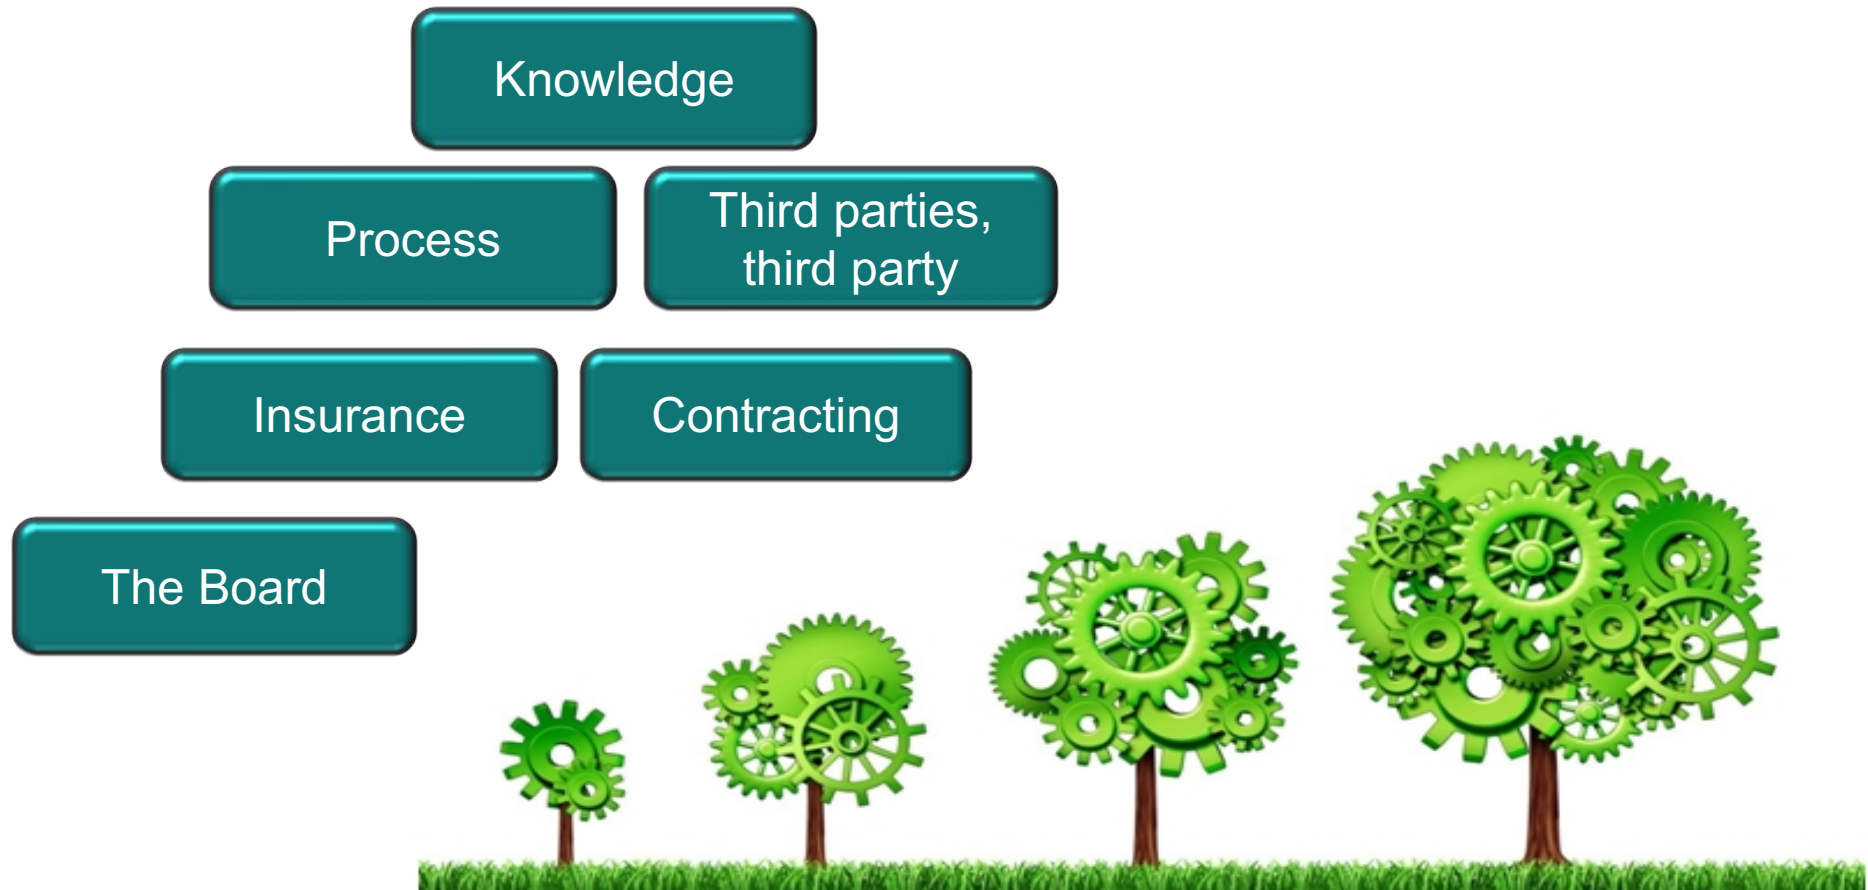 Knowledge
Process
Third parties,
third party
Insurance
Contracting
The Board